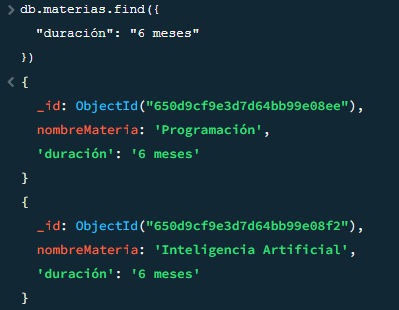 > db.materias.find({
"duración": "6 meses"
})
< {
_id: ObjectId("650d9cf9e3d7d64bb99e08ee"),
nombreMateria: 'Programación',
'duración': '6 meses'
}
{
_id: ObjectId("650d9cf9e3d7d64bb99e08f2"),
nombreMateria: 'Inteligencia Artificial',
'duración': '6 meses'
}